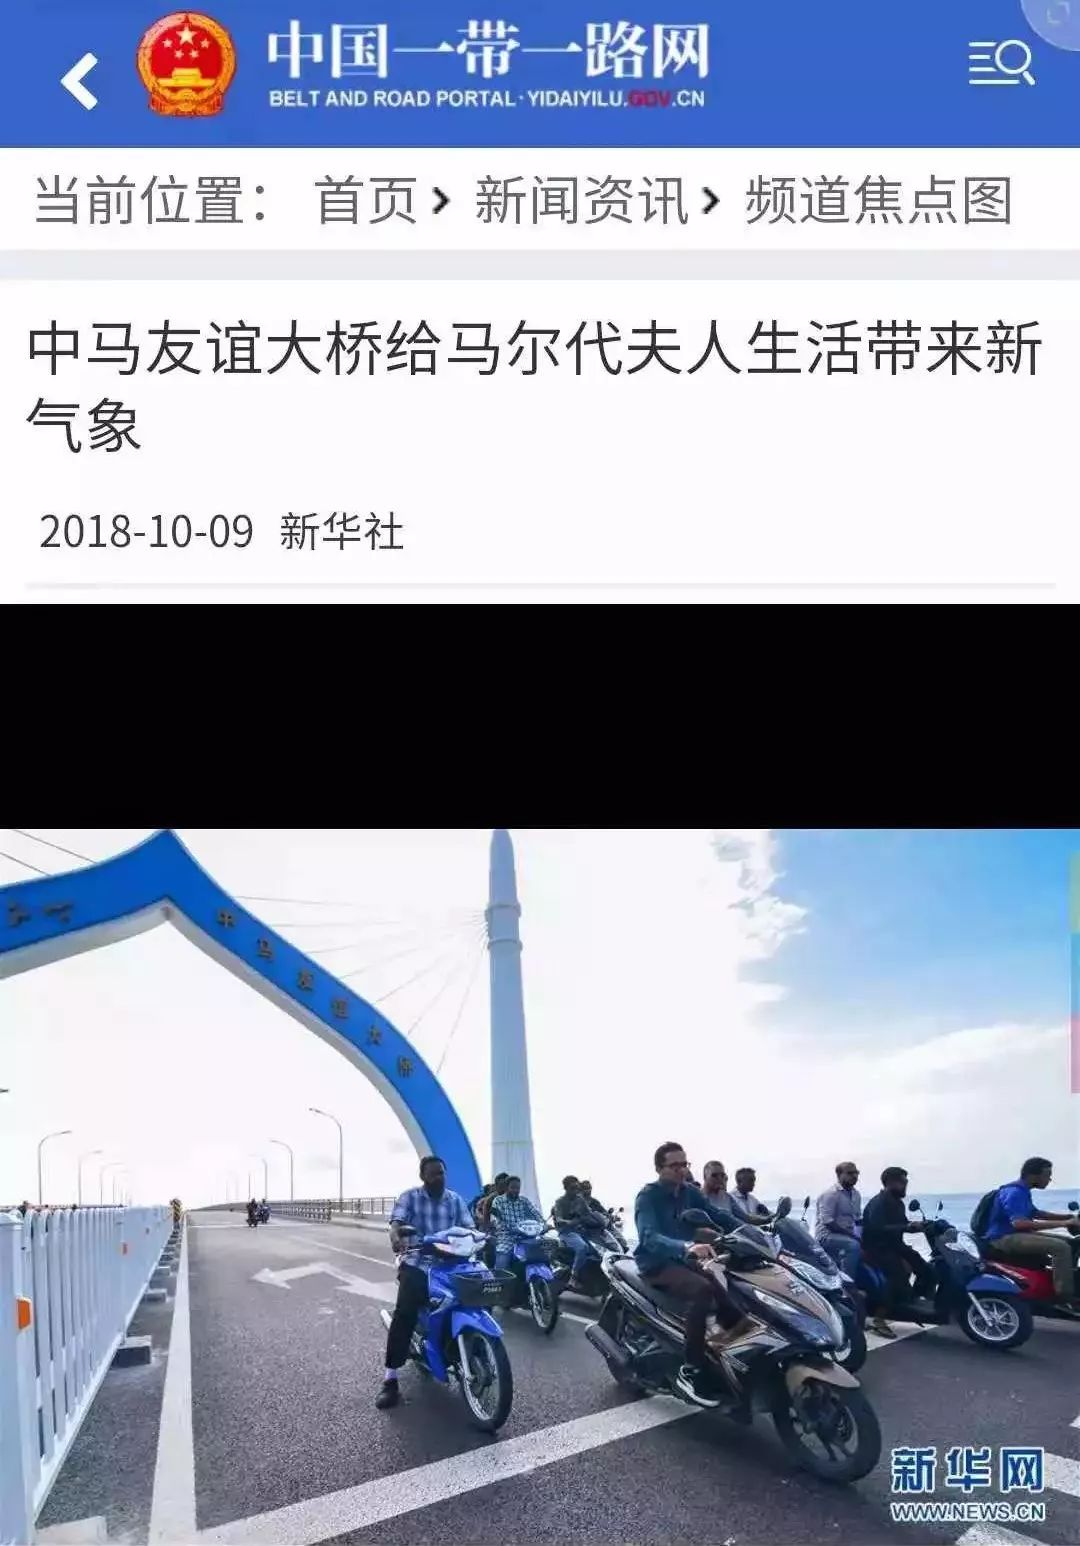 中国一带一路网
BELT AND ROAD PORTAL·YIDAIYILU.GOV.CN
当前位置： 首页 > 新闻资讯 > 频道焦点图
中马友谊大桥给马尔代夫人生活带来新
气象
2018-10-09 新华社
中马友谊大桥
新华网
WWW.NEWS.CN